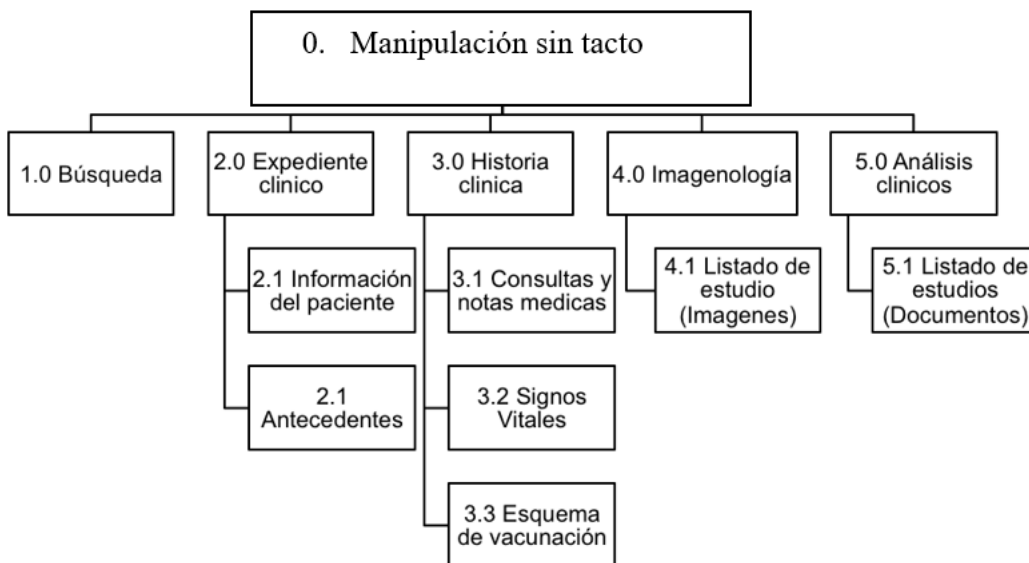 0. Manipulación sin tacto
1.0 Búsqueda
2.0 Expediente
clinico
3.0 Historia
clinica
4.0 Imagenología
5.0 Análisis
clinicos
2.1 Información
del paciente
3.1 Consultas y
notas medicas
4.1 Listado de
estudio
(Imagenes)
5.1 Listado de
estudios
(Documentos)
2.1
Antecedentes
3.2 Signos
Vitales
3.3 Esquema
de vacunación